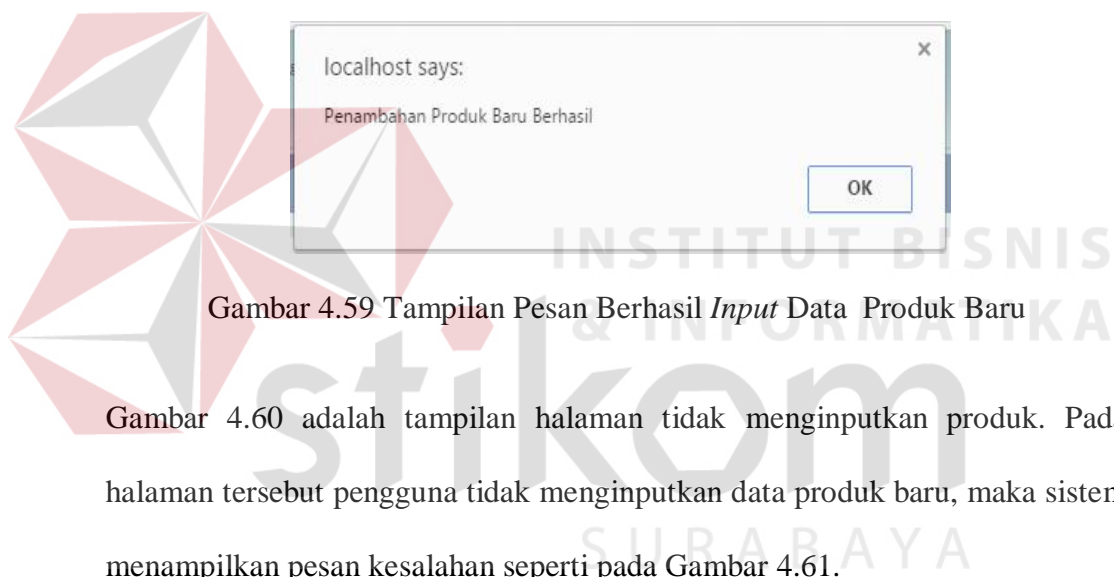 localhost says:
×
Penambahan Produk Baru Berhasil
OK
INSTITUT BISNIS
Gambar 4.59 Tampilan Pesan Berhasil Input Data Produk Baru
& INFORMATIKA
stikom
Gambar 4.60 adalah tampilan halaman tidak menginputkan produk. Pad
halaman tersebut pengguna tidak menginputkan data produk baru, maka sisten
SURABAYA
menampilkan pesan kesalahan seperti pada Gambar 4.61.